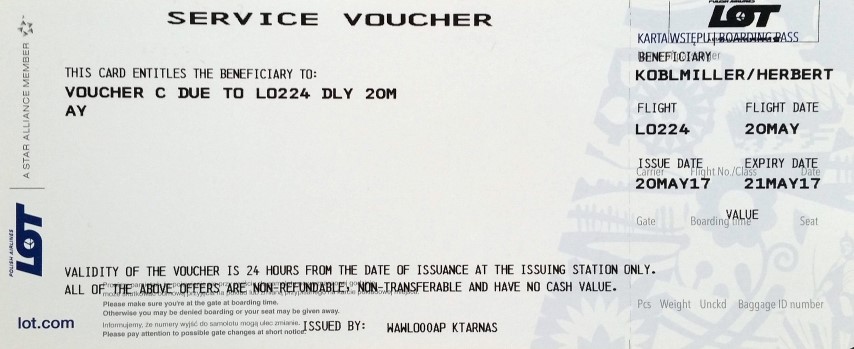 SERVICE VOUCHER
THIS CARD ENTITLES THE BENEFICIARY TO:
VOUCHER C DUE TO LO224 DLY 20M
AY
VALIDITY OF THE VOUCHER IS 24 HOURS FROM THE DATE OF ISSUANCE AT THE ISSUING STATION ONLY.
ALL OF THE ABOVE OFFERS ARE NON-REFUNDABLE, NON-TRANSFERABLE AND HAVE NO CASH VALUE.
Please make sure you're at the gate at boarding time.
Otherwise you may be denied boarding or your seat may be given away.
Informujemy, że numery wyjść do samolotu mogą ulec zmianie.
Please pay attention to possible gate changes at short notice.
ISSUED BY: WAWLO00AP KTARNAS
A STAR ALLIANCE MEMBER
POLISH AIRLINES
LOT
lot.com
LOT
KARTA WSTĘPU | BOARDING PASS
BENEFICIARY
KOBLMILLER/HERBERT
FLIGHT FLIGHT DATE
LO224 20MAY
ISSUE DATE EXPIRY DATE
Carrier Flight No./Class Date
20MAY17 21MAY17
VALUE
Gate Boarding time Seat
Pcs Weight Unckd Baggage ID number